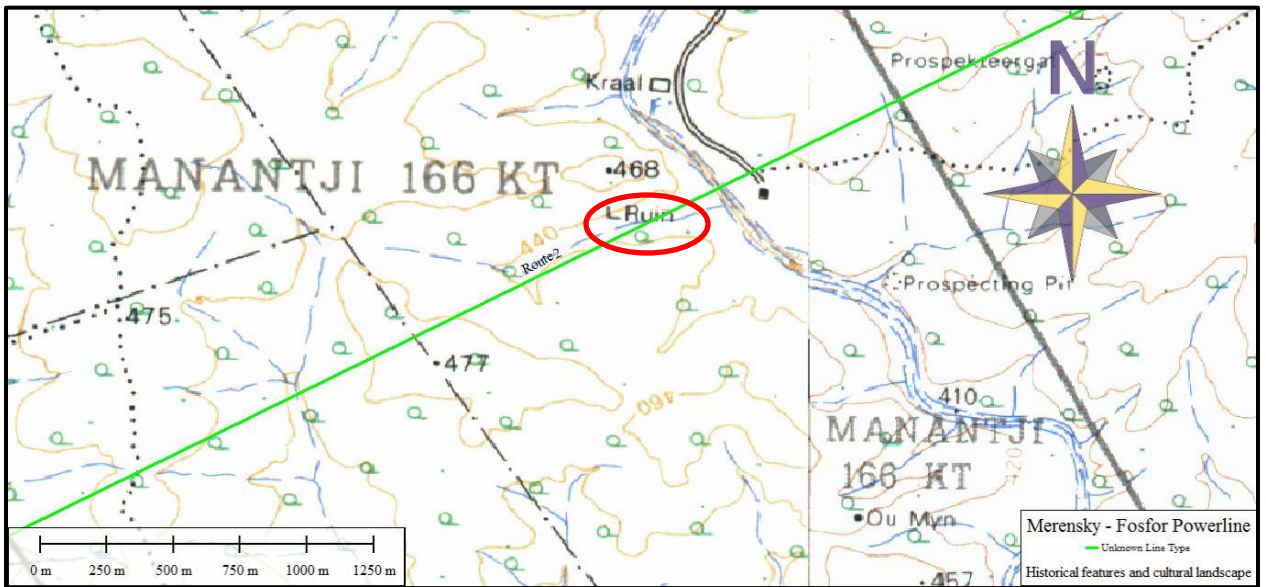 Prospekteergat
N
Kraal
F
MANANTJI 166 KT
468
Ruin
440
Route2
Prospecting Pit
475
477
460
410
MANANTJI
166 KT
420
Ou Myn
457
0 m 250 m 500 m 750 m 1000 m 1250 m
Merensky - Fosfor Powerline
Unknown Line Type
Historical features and cultural landscape